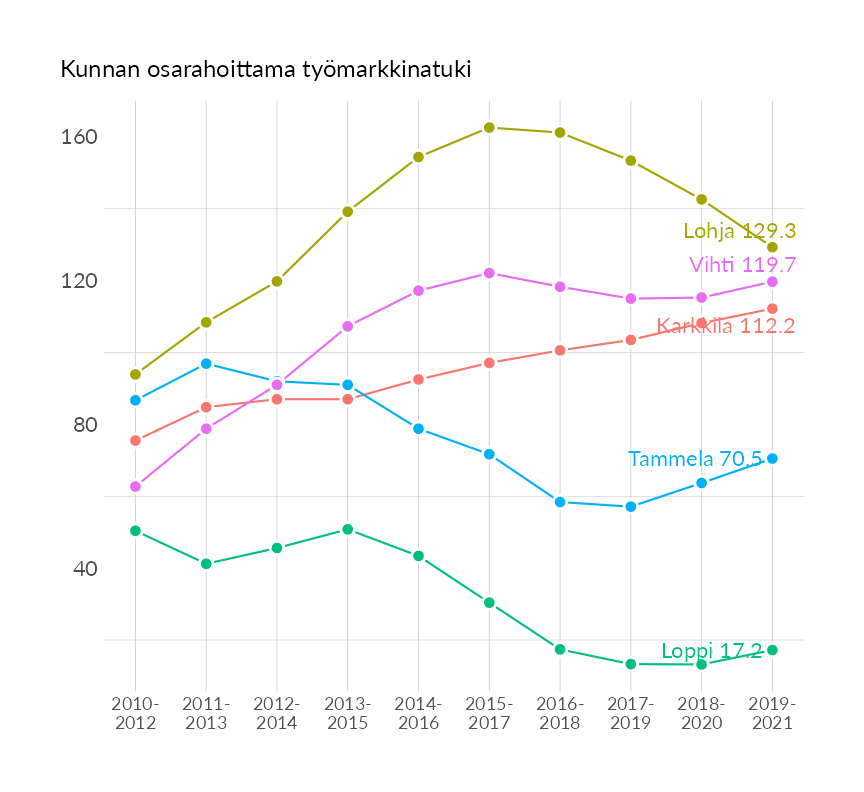 Kunnan osarahoittama työmarkkinatuki
160
Lohja 129.3
Vihti 119.7
120
Karkkila 112.2
80
Tammela 70.5
40
Loppi 17.2
2010- 2011- 2012- 2013- 2014- 2015- 2016- 2017- 2018- 2019-
2012 2013 2014 2015 2016 2017 2018 2019 2020 2021